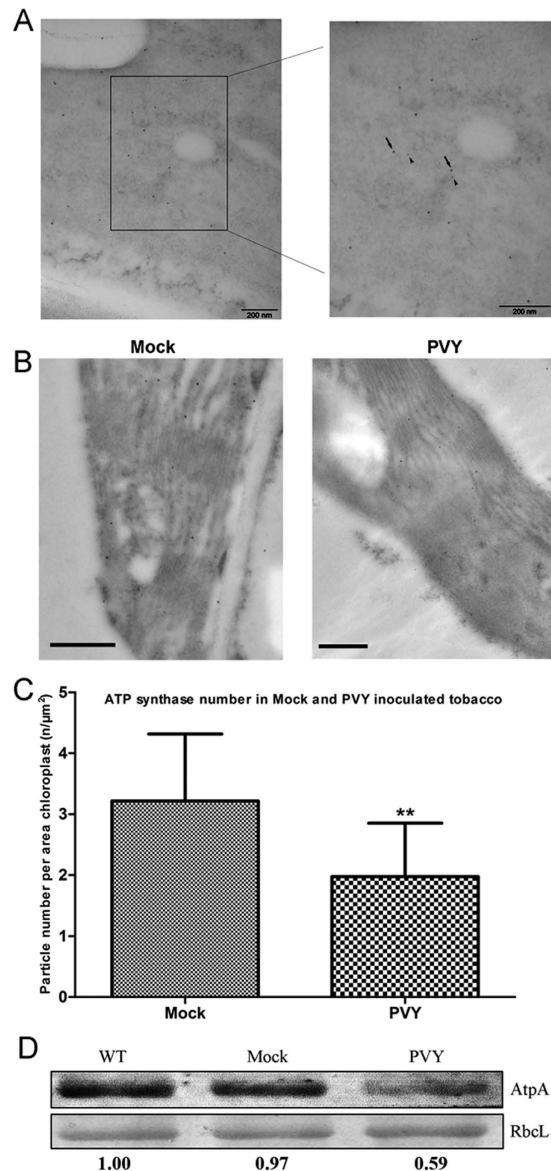 A
200 nm
200 nm
B
Mock
PVY
C
ATP synthase number in Mock and PVY inoculated tobacco
Particle number per area chloroplast (n/μm²)
5
4
3
2
1
0
**
Mock
PVY
D
WT
Mock
PVY
AtpA
RbcL
1.00
0.97
0.59